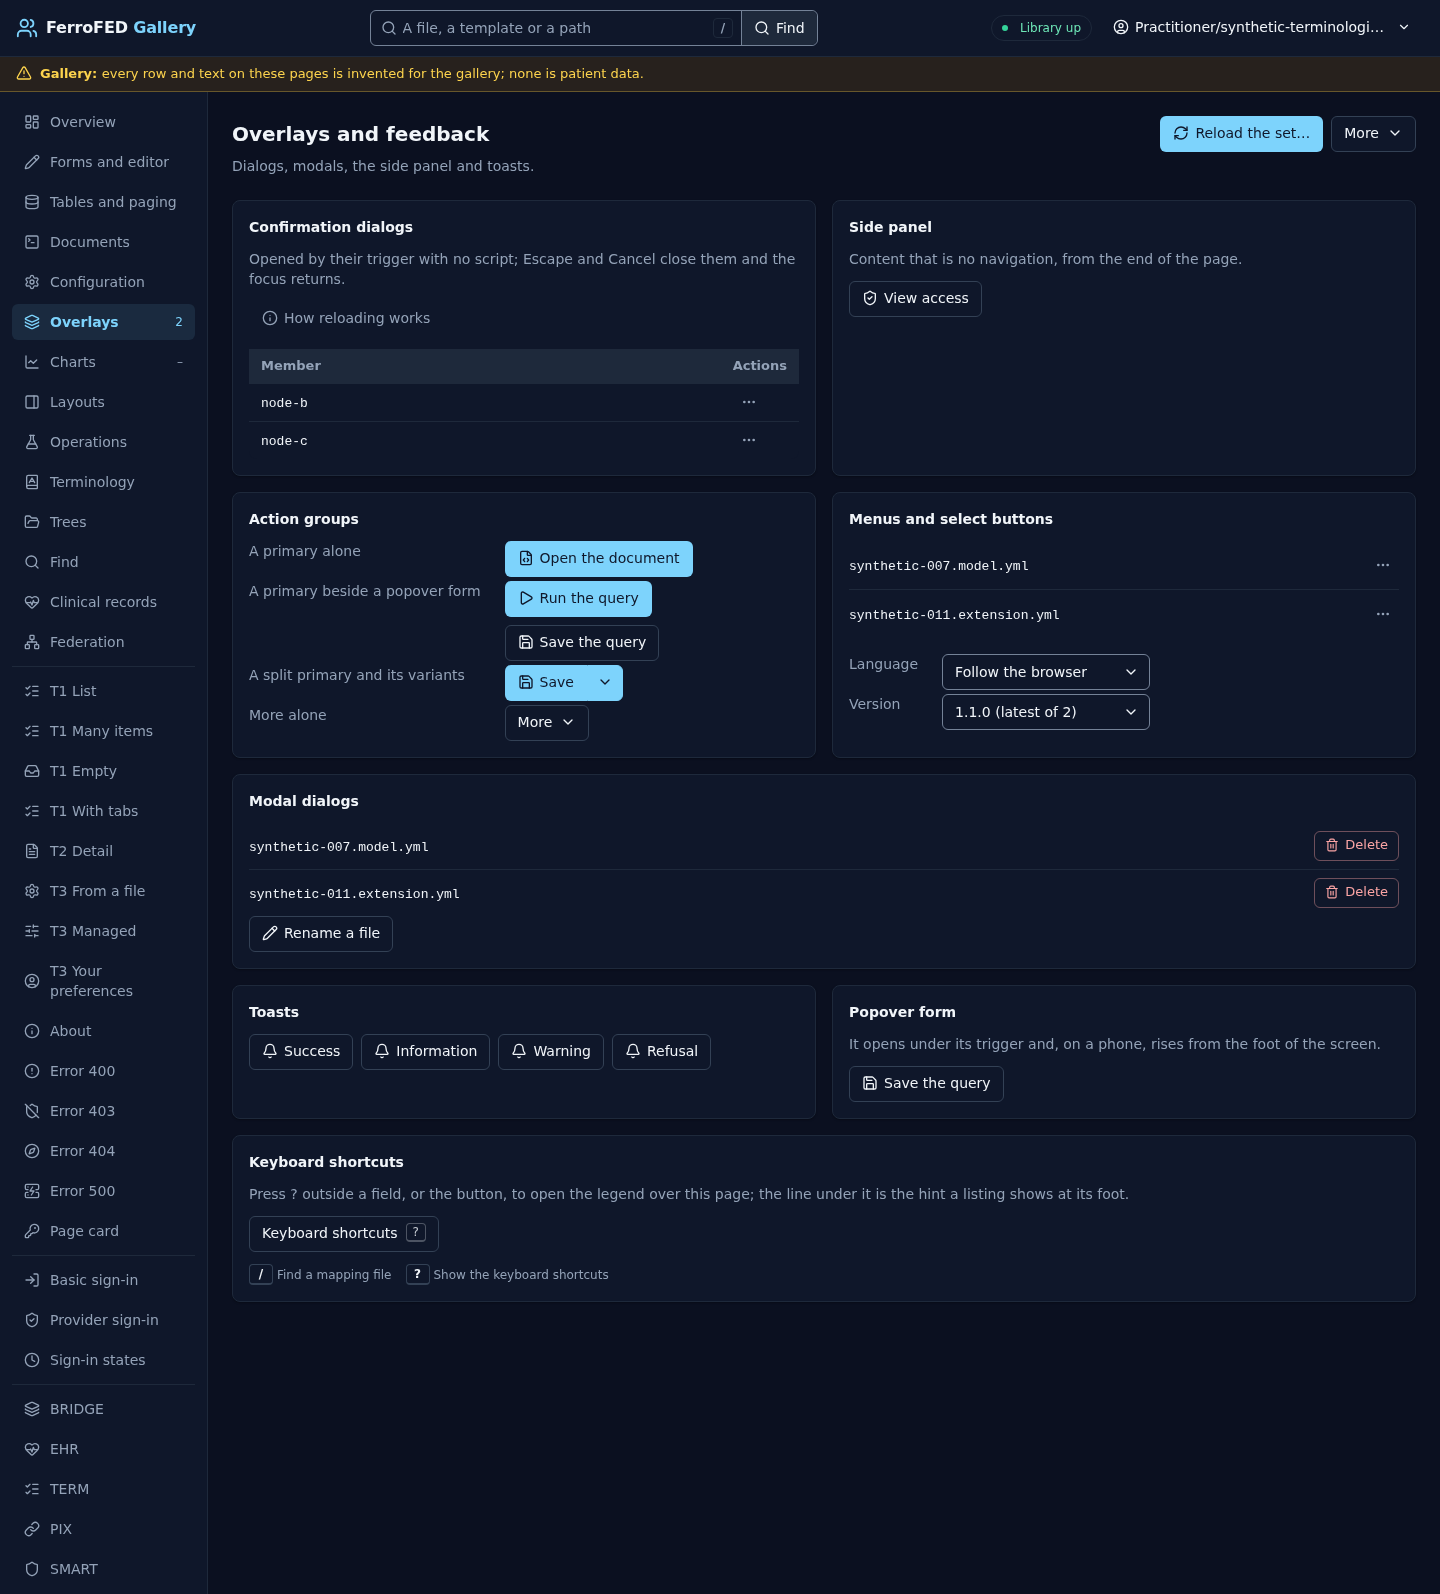 FerroFED Gallery
A file, a template or a path
/
Find
Library up
Practitioner/synthetic-terminologi...
Gallery: every row and text on these pages is invented for the gallery; none is patient data.
Overview
Forms and editor
Tables and paging
Documents
Configuration
Overlays 2
Charts –
Layouts
Operations
Terminology
Trees
Find
Clinical records
Federation
T1 List
T1 Many items
T1 Empty
T1 With tabs
T2 Detail
T3 From a file
T3 Managed
T3 Your
preferences
About
Error 400
Error 403
Error 404
Error 500
Page card
Basic sign-in
Provider sign-in
Sign-in states
BRIDGE
EHR
TERM
PIX
SMART
Overlays and feedback
Reload the set...
More
Dialogs, modals, the side panel and toasts.
Confirmation dialogs
Opened by their trigger with no script; Escape and Cancel close them and the
focus returns.
How reloading works
Member Actions
node-b
node-c
Side panel
Content that is no navigation, from the end of the page.
View access
Action groups
A primary alone
Open the document
A primary beside a popover form
Run the query
Save the query
A split primary and its variants
Save
More alone
More
Menus and select buttons
synthetic-007.model.yml
synthetic-011.extension.yml
Language
Follow the browser
Version
1.1.0 (latest of 2)
Modal dialogs
synthetic-007.model.yml
Delete
synthetic-011.extension.yml
Delete
Rename a file
Toasts
Success
Information
Warning
Refusal
Popover form
It opens under its trigger and, on a phone, rises from the foot of the screen.
Save the query
Keyboard shortcuts
Press ? outside a field, or the button, to open the legend over this page; the line under it is the hint a listing shows at its foot.
Keyboard shortcuts ?
/ Find a mapping file ? Show the keyboard shortcuts